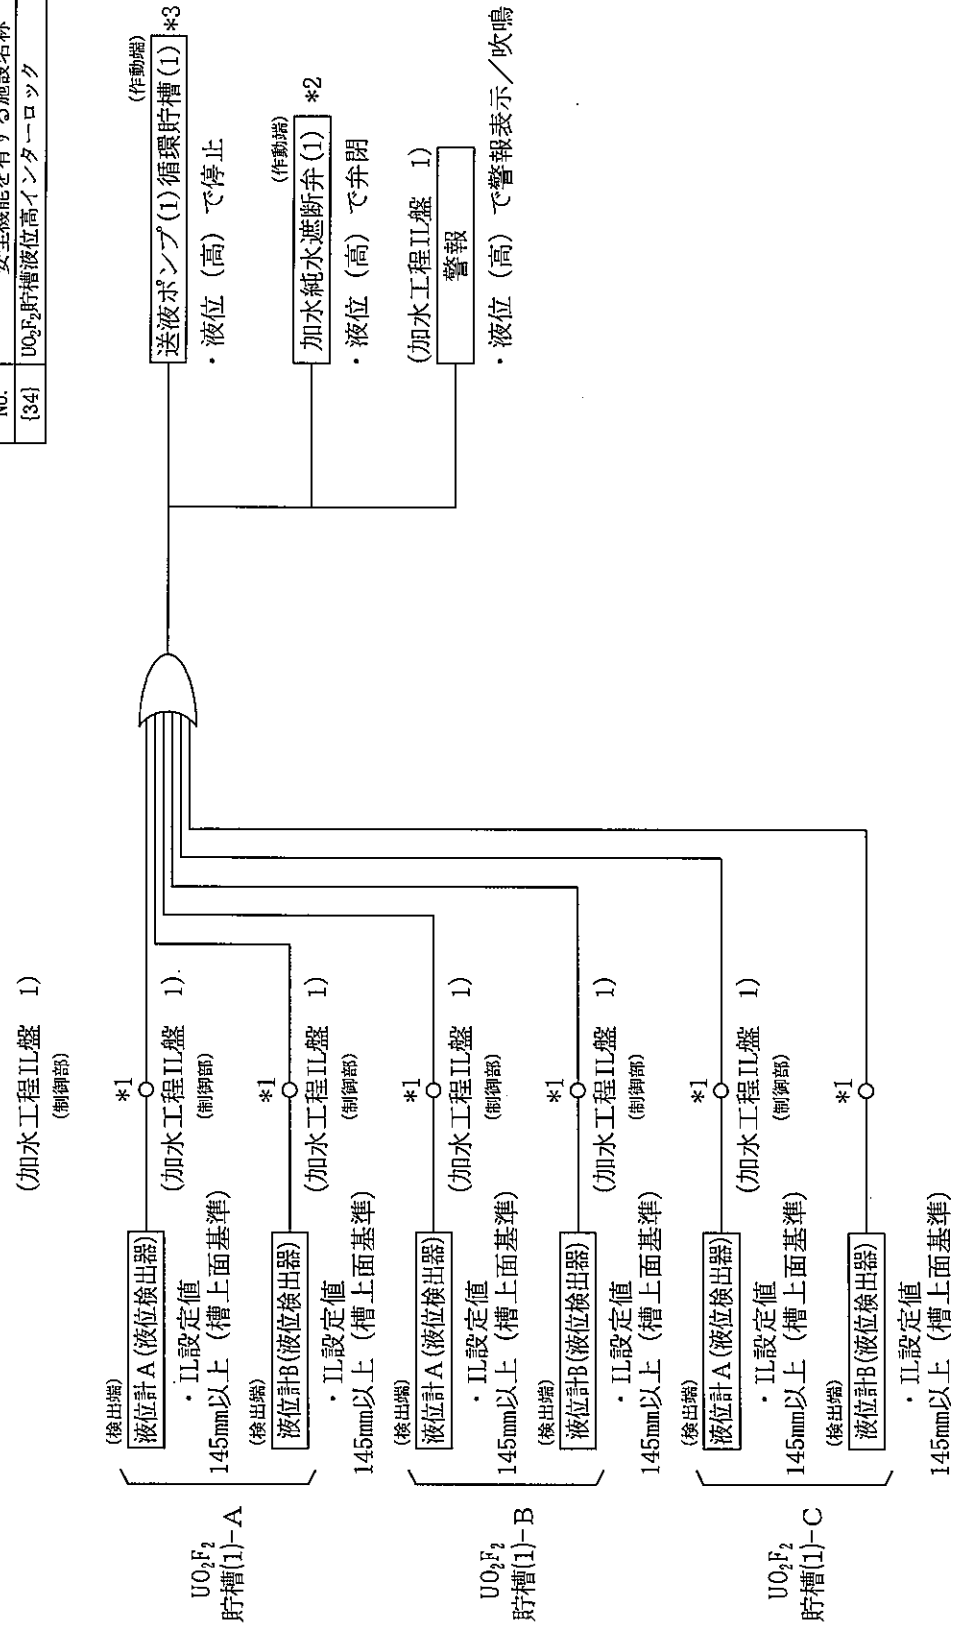 No.
安全機能を有する施設名称
{34}
UO₂F₂貯槽液位高インターロック
(作動端)
送液ポンプ(1)循環貯槽(1) *3
・液位（高）で停止
(作動端)
加水純水遮断弁(1) *2
・液位（高）で弁閉
(加水工程IL盤 1)
警報
・液位（高）で警報表示／吹鳴
(加水工程IL盤 1)
(制御部)
UO₂F₂
貯槽(1)-A
(検出端)
液位計A(液位検出器)
*1
・IL設定値
145mm以上（槽上面基準）
(加水工程IL盤 1)
(制御部)
(検出端)
液位計B(液位検出器)
*1
・IL設定値
145mm以上（槽上面基準）
(加水工程IL盤 1)
(制御部)
UO₂F₂
貯槽(1)-B
(検出端)
液位計A(液位検出器)
*1
・IL設定値
145mm以上（槽上面基準）
(加水工程IL盤 1)
(制御部)
(検出端)
液位計B(液位検出器)
*1
・IL設定値
145mm以上（槽上面基準）
(加水工程IL盤 1)
(制御部)
UO₂F₂
貯槽(1)-C
(検出端)
液位計A(液位検出器)
*1
・IL設定値
145mm以上（槽上面基準）
(加水工程IL盤 1)
(制御部)
(検出端)
液位計B(液位検出器)
*1
・IL設定値
145mm以上（槽上面基準）